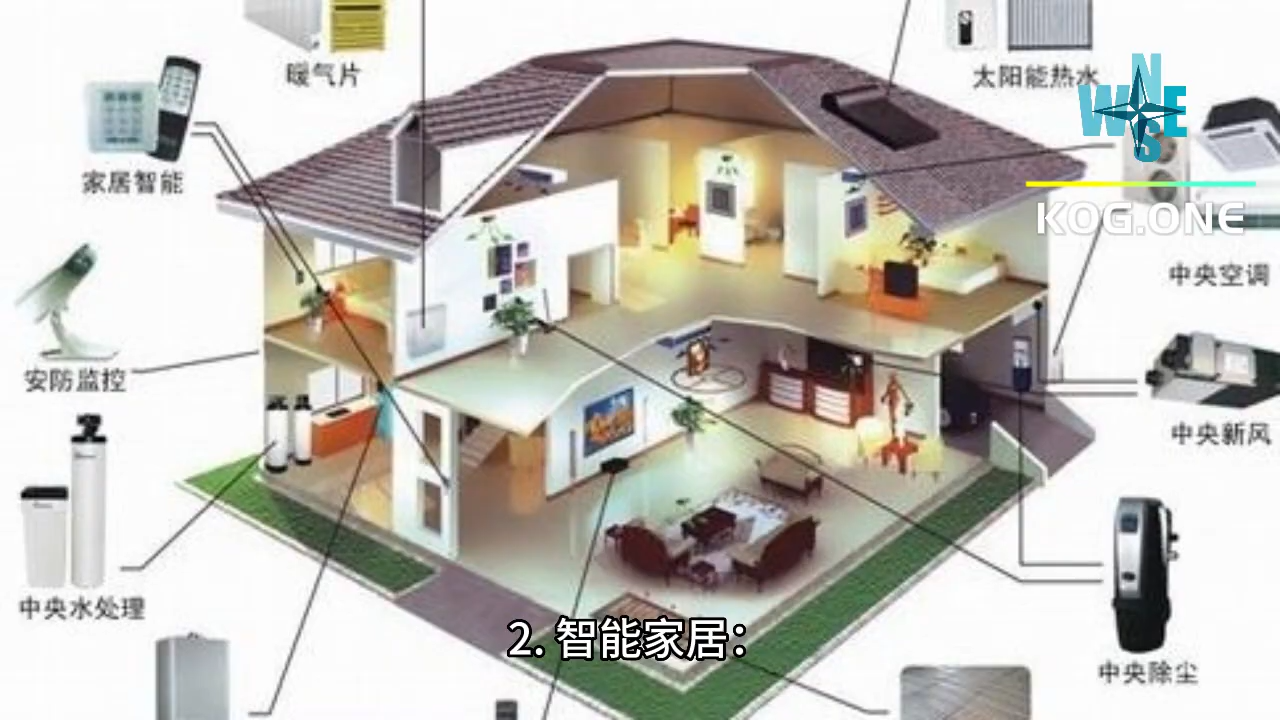 暖气片
太阳能热水
N
W E
S
KOG.ONE
家居智能
中央空调
安防监控
中央新风
中央水处理
2. 智能家居：
中央除尘